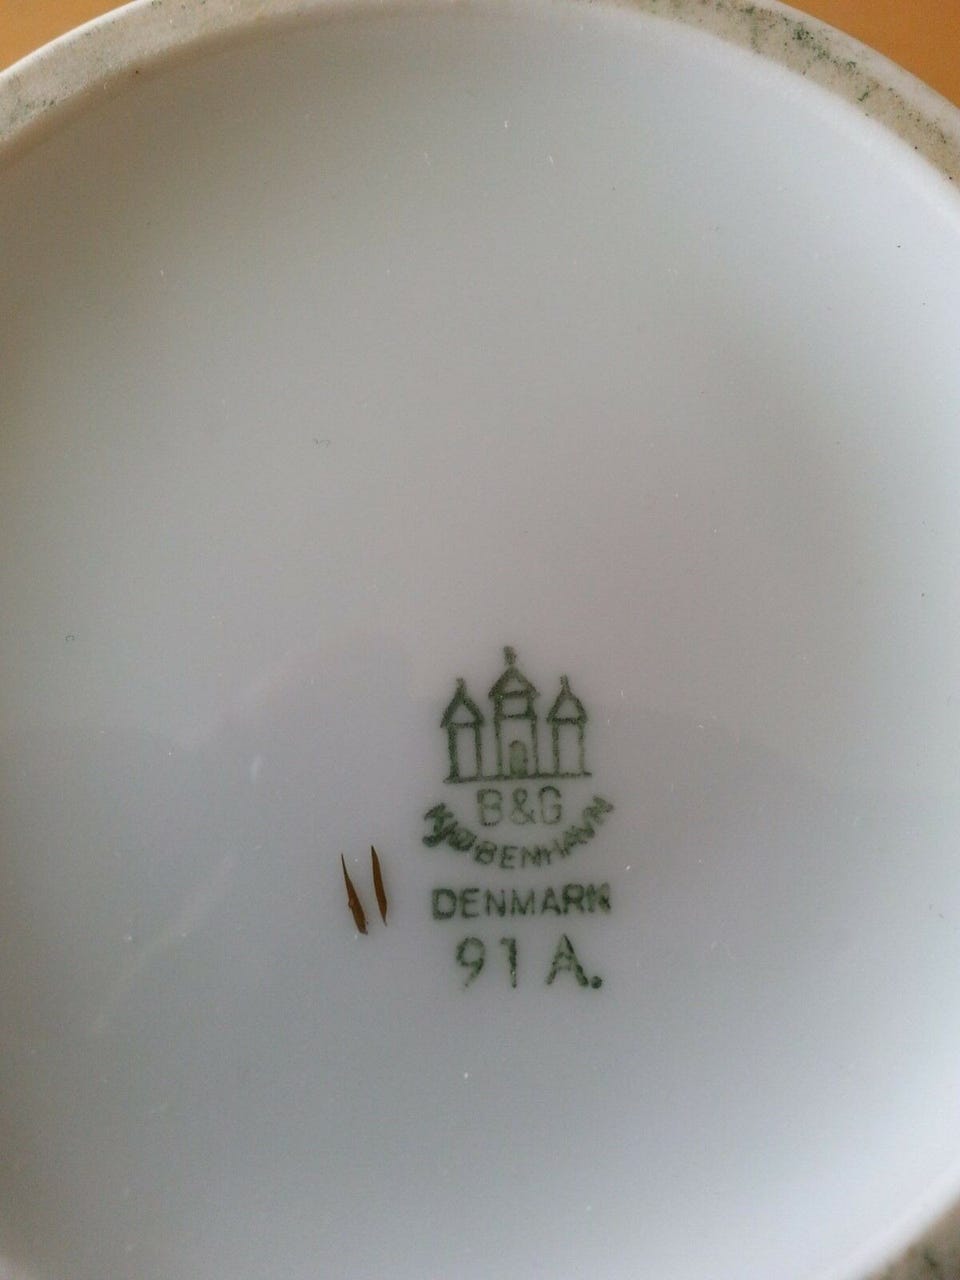 B&G
KJØBENHAVN
DENMARK
91 A.